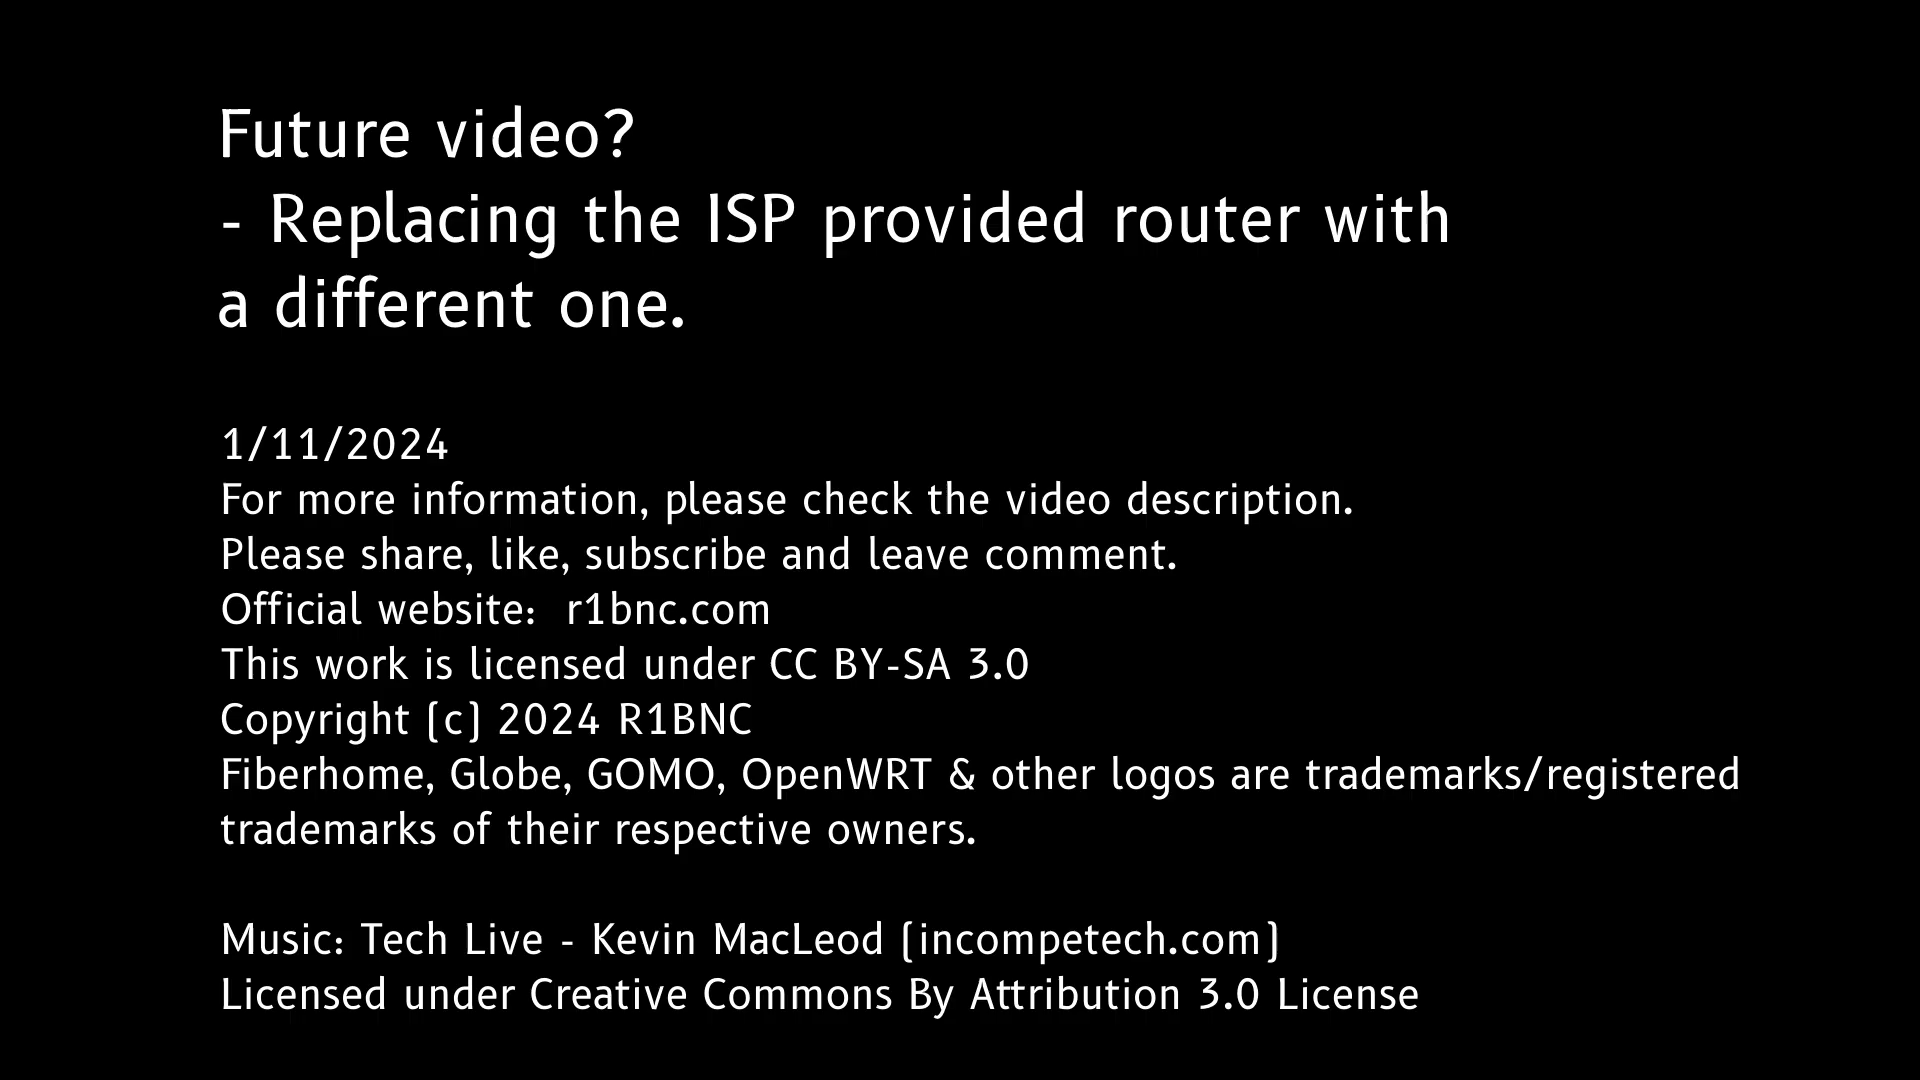 Future video?
- Replacing the ISP provided router with
a different one.
1/11/2024
For more information, please check the video description.
Please share, like, subscribe and leave comment.
Official website: r1bnc.com
This work is licensed under CC BY-SA 3.0
Copyright (c) 2024 R1BNC
Fiberhome, Globe, GOMO, OpenWRT & other logos are trademarks/registered
trademarks of their respective owners.
Music: Tech Live - Kevin MacLeod (incompetech.com)
Licensed under Creative Commons By Attribution 3.0 License